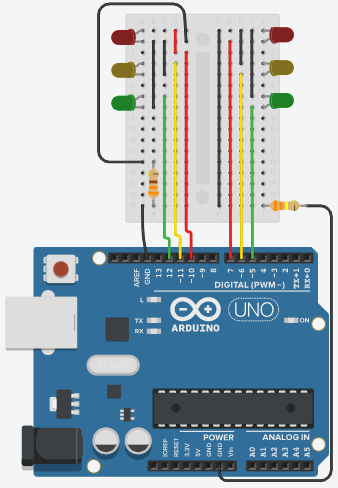 AREF
GND
13
12
~11
~10
~9
8
7
~6
~5
4
~3
2
TX→1
RX←0
DIGITAL (PWM~)
L
TX
RX
ARDUINO
UNO
ON
IOREF
RESET
3.3V
5V
GND
GND
Vin
POWER
ANALOG IN
A0
A1
A2
A3
A4
A5